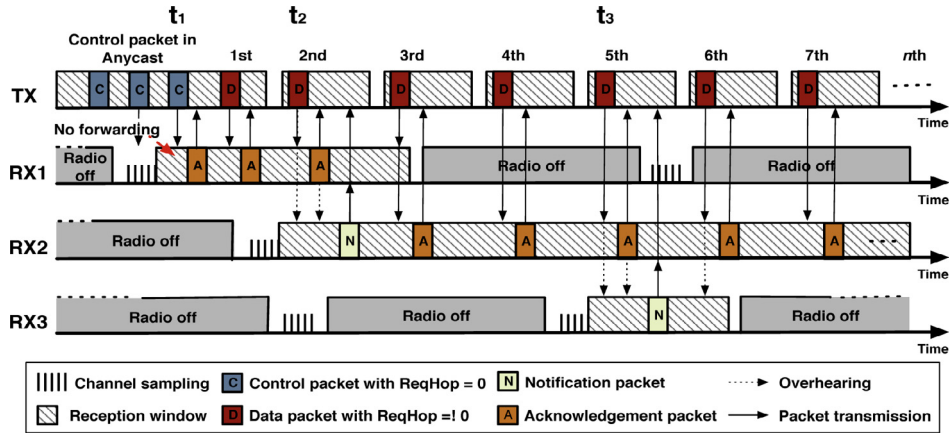 t1 t2 t3
Control packet in
Anycast
1st 2nd 3rd 4th 5th 6th 7th nth
TX C C C D D D D D D D
Time
No forwarding
RX1 Radio off A A A Radio off Radio off
Time
RX2 Radio off N A A A A A
Time
RX3 Radio off Radio off N Radio off
Time
Channel sampling C Control packet with ReqHop = 0 N Notification packet Overhearing
Reception window D Data packet with ReqHop =! 0 A Acknowledgement packet Packet transmission